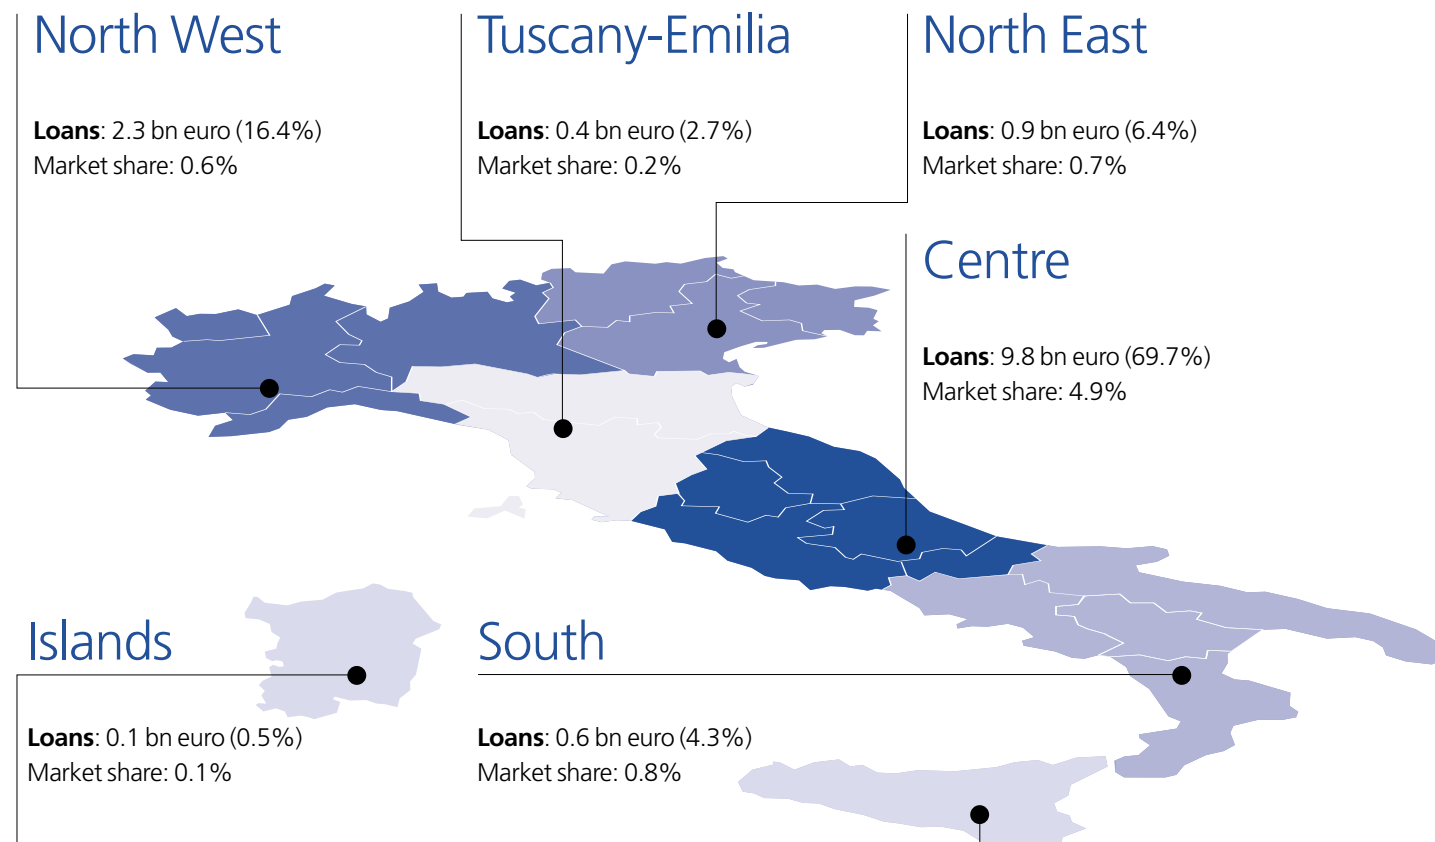 North West
Loans: 2.3 bn euro (16.4%)
Market share: 0.6%
Tuscany-Emilia
Loans: 0.4 bn euro (2.7%)
Market share: 0.2%
North East
Loans: 0.9 bn euro (6.4%)
Market share: 0.7%
Centre
Loans: 9.8 bn euro (69.7%)
Market share: 4.9%
Islands
Loans: 0.1 bn euro (0.5%)
Market share: 0.1%
South
Loans: 0.6 bn euro (4.3%)
Market share: 0.8%